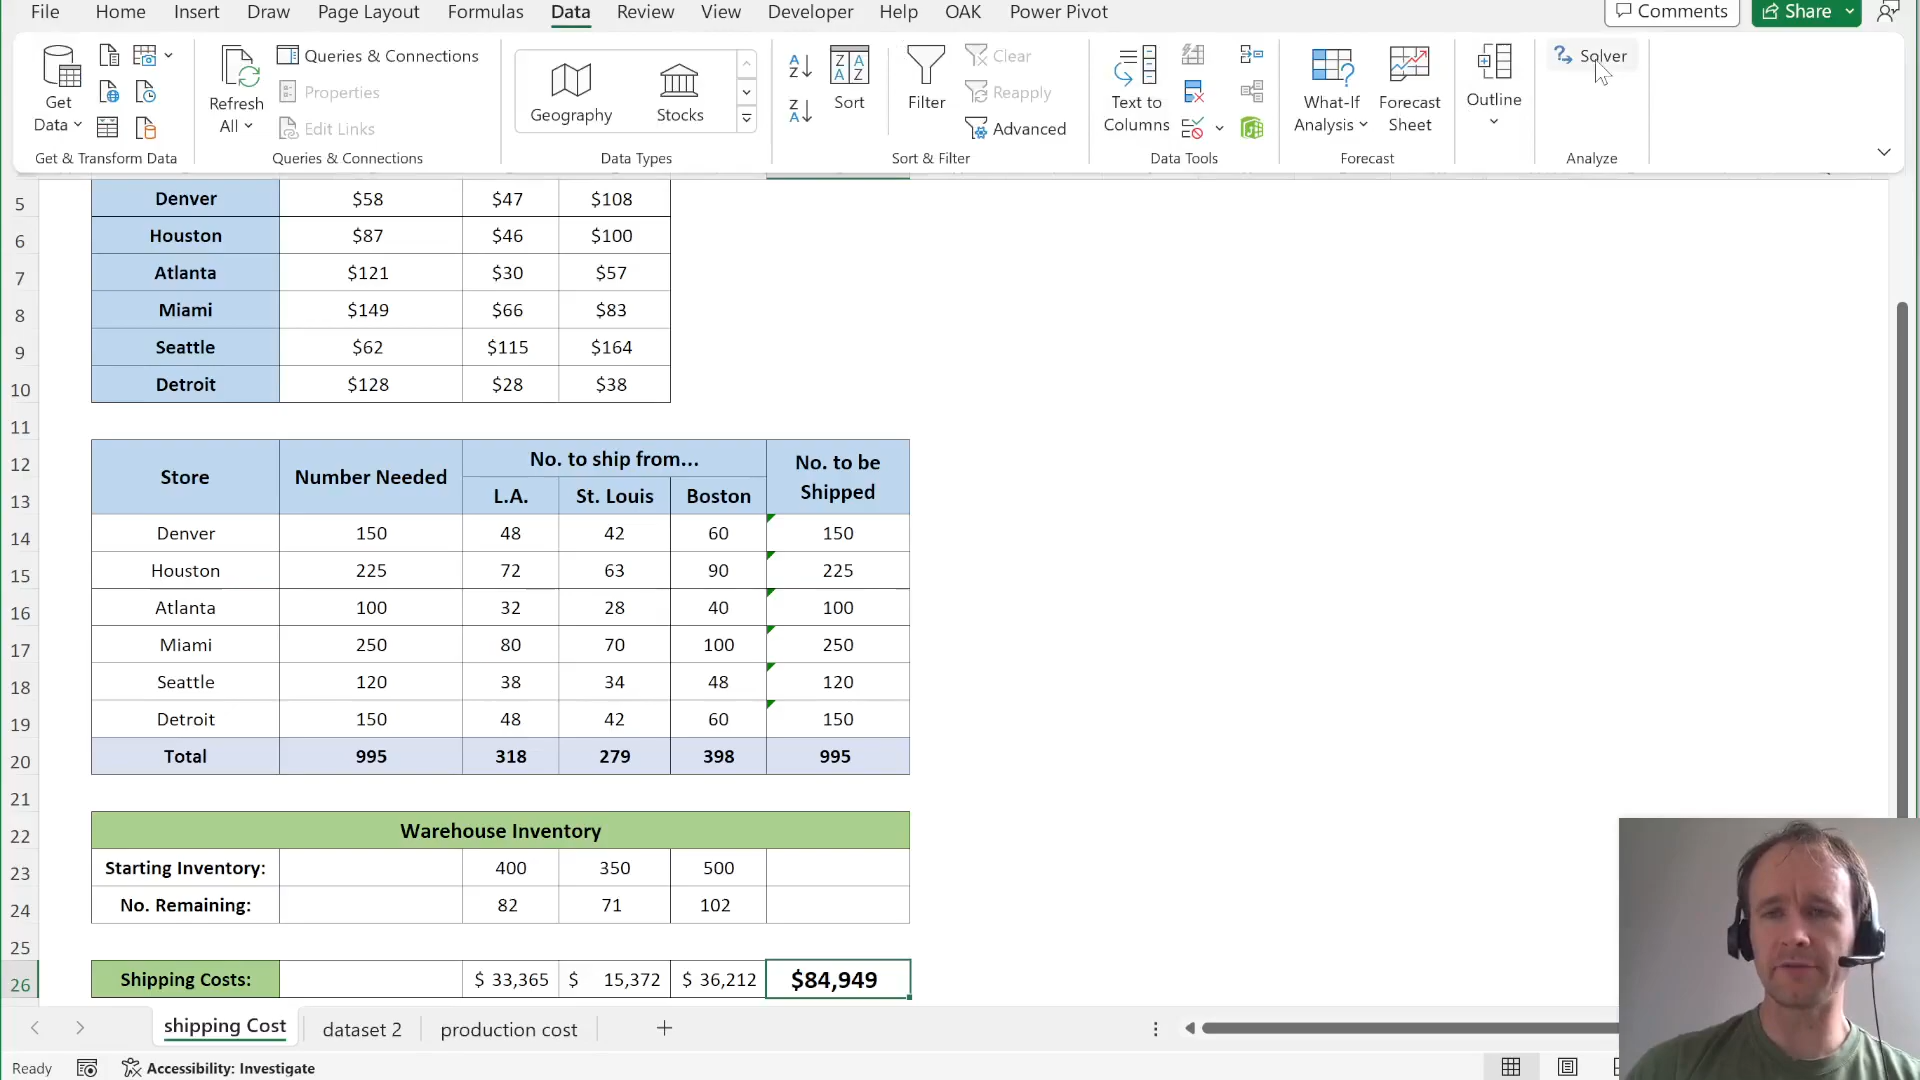 File Home Insert Draw Page Layout Formulas Data Review View Developer Help OAK Power Pivot Comments Share
Get Data
Refresh All
Queries & Connections
Properties
Edit Links
Geography
Stocks
Sort
Filter
Clear
Reapply
Advanced
Text to Columns
What-If Analysis
Forecast Sheet
Outline
Solver
Get & Transform Data
Queries & Connections
Data Types
Sort & Filter
Data Tools
Forecast
Analyze
5 Denver $58 $47 $108
6 Houston $87 $46 $100
7 Atlanta $121 $30 $57
8 Miami $149 $66 $83
9 Seattle $62 $115 $164
10 Detroit $128 $28 $38
11
12 Store Number Needed No. to ship from... No. to be Shipped
13 L.A. St. Louis Boston
14 Denver 150 48 42 60 150
15 Houston 225 72 63 90 225
16 Atlanta 100 32 28 40 100
17 Miami 250 80 70 100 250
18 Seattle 120 38 34 48 120
19 Detroit 150 48 42 60 150
20 Total 995 318 279 398 995
21
22 Warehouse Inventory
23 Starting Inventory: 400 350 500
24 No. Remaining: 82 71 102
25
26 Shipping Costs: $ 33,365 $ 15,372 $ 36,212 $84,949
shipping Cost dataset 2 production cost
Ready Accessibility: Investigate